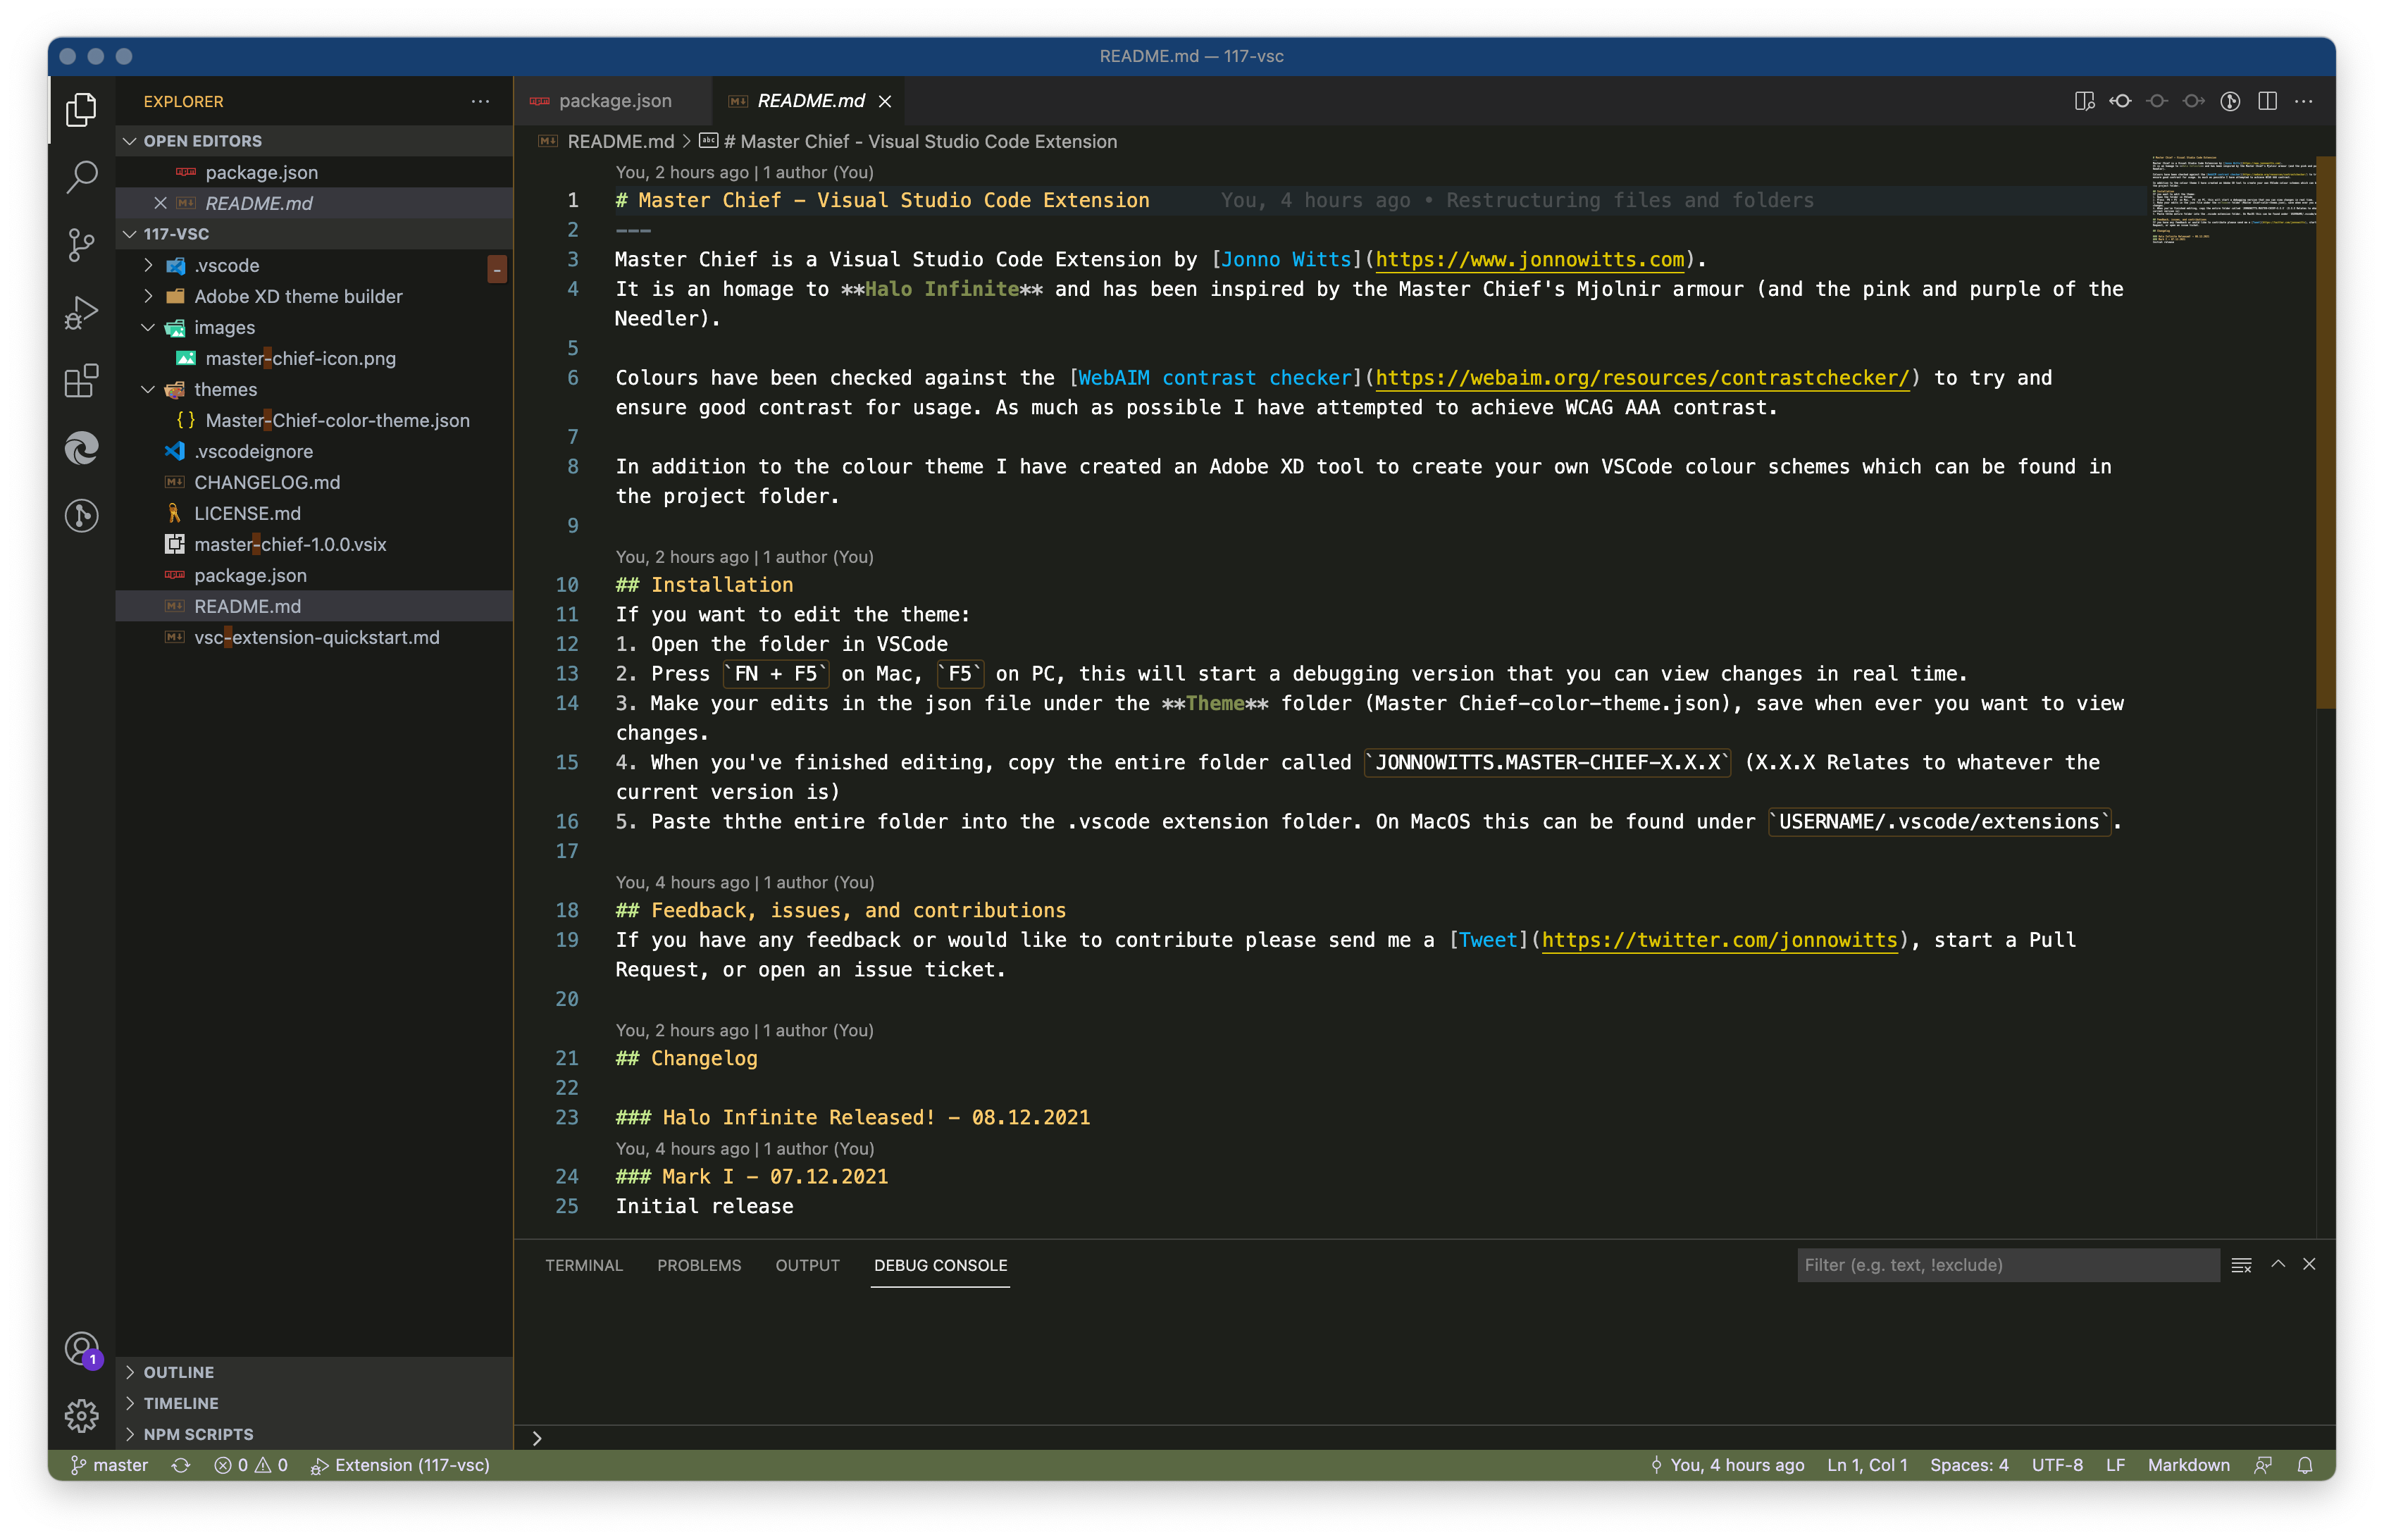 README.md — 117-vsc
EXPLORER
OPEN EDITORS
package.json
README.md
117-VSC
.vscode
Adobe XD theme builder
images
master-chief-icon.png
themes
Master-Chief-color-theme.json
.vscodeignore
CHANGELOG.md
LICENSE.md
master-chief-1.0.0.vsix
package.json
README.md
vsc-extension-quickstart.md
OUTLINE
TIMELINE
NPM SCRIPTS
1
package.json
README.md
README.md > # Master Chief - Visual Studio Code Extension
You, 2 hours ago | 1 author (You)
1 # Master Chief - Visual Studio Code Extension You, 4 hours ago • Restructuring files and folders
2 ---
3 Master Chief is a Visual Studio Code Extension by [Jonno Witts](https://www.jonnowitts.com).
4 It is an homage to **Halo Infinite** and has been inspired by the Master Chief's Mjolnir armour (and the pink and purple of the
Needler).
5
6 Colours have been checked against the [WebAIM contrast checker](https://webaim.org/resources/contrastchecker/) to try and
ensure good contrast for usage. As much as possible I have attempted to achieve WCAG AAA contrast.
7
8 In addition to the colour theme I have created an Adobe XD tool to create your own VSCode colour schemes which can be found in
the project folder.
9
You, 2 hours ago | 1 author (You)
10 ## Installation
11 If you want to edit the theme:
12 1. Open the folder in VSCode
13 2. Press `FN + F5` on Mac, `F5` on PC, this will start a debugging version that you can view changes in real time.
14 3. Make your edits in the json file under the **Theme** folder (Master Chief-color-theme.json), save when ever you want to view
changes.
15 4. When you've finished editing, copy the entire folder called `JONNOWITTS.MASTER-CHIEF-X.X.X` (X.X.X Relates to whatever the
current version is)
16 5. Paste ththe entire folder into the .vscode extension folder. On MacOS this can be found under `USERNAME/.vscode/extensions`.
17
You, 4 hours ago | 1 author (You)
18 ## Feedback, issues, and contributions
19 If you have any feedback or would like to contribute please send me a [Tweet](https://twitter.com/jonnowitts), start a Pull
Request, or open an issue ticket.
20
You, 2 hours ago | 1 author (You)
21 ## Changelog
22
23 ### Halo Infinite Released! - 08.12.2021
You, 4 hours ago | 1 author (You)
24 ### Mark I - 07.12.2021
25 Initial release
TERMINAL PROBLEMS OUTPUT DEBUG CONSOLE Filter (e.g. text, !exclude)
master 0 0 Extension (117-vsc) You, 4 hours ago Ln 1, Col 1 Spaces: 4 UTF-8 LF Markdown